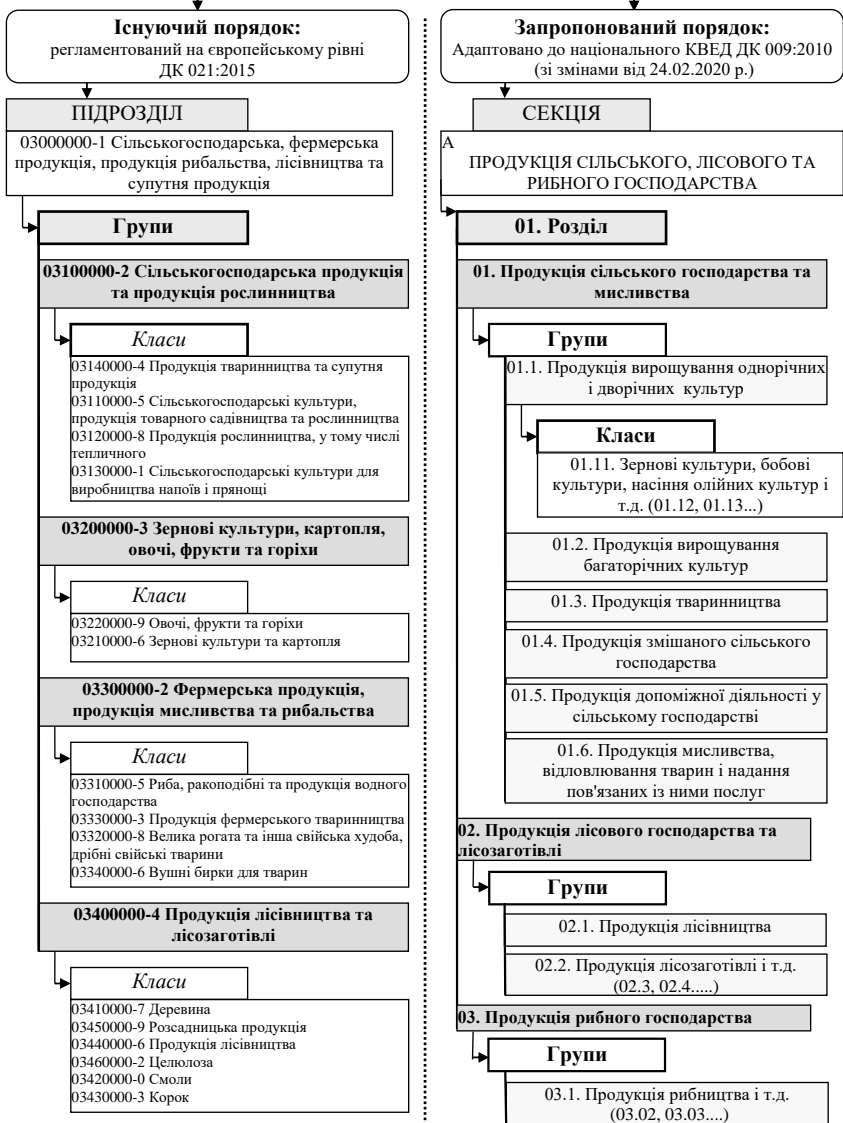 Існуючий порядок:
регламентований на європейському рівні
ДК 021:2015
ПІДРОЗДІЛ
03000000-1 Сільськогосподарська, фермерська
продукція, продукція рибальства, лісівництва та
супутня продукція
Групи
03100000-2 Сільськогосподарська продукція
та продукція рослинництва
Класи
03140000-4 Продукція тваринництва та супутня
продукція
03110000-5 Сільськогосподарські культури,
продукція товарного садівництва та рослинництва
03120000-8 Продукція рослинництва, у тому числі
тепличного
03130000-1 Сільськогосподарські культури для
виробництва напоїв і прянощі
03200000-3 Зернові культури, картопля,
овочі, фрукти та горіхи
Класи
03220000-9 Овочі, фрукти та горіхи
03210000-6 Зернові культури та картопля
03300000-2 Фермерська продукція,
продукція мисливства та рибальства
Класи
03310000-5 Риба, ракоподібні та продукція водного
господарства
03330000-3 Продукція фермерського тваринництва
03320000-8 Велика рогата та інша свійська худоба,
дрібні свійські тварини
03340000-6 Вушні бирки для тварин
03400000-4 Продукція лісівництва та
лісозаготівлі
Класи
03410000-7 Деревина
03450000-9 Розсадницька продукція
03440000-6 Продукція лісівництва
03460000-2 Целюлоза
03420000-0 Смоли
03430000-3 Корок
Запропонований порядок:
Адаптовано до національного КВЕД ДК 009:2010
(зі змінами від 24.02.2020 р.)
СЕКЦІЯ
А
ПРОДУКЦІЯ СІЛЬСЬКОГО, ЛІСОВОГО ТА
РИБНОГО ГОСПОДАРСТВА
01. Розділ
01. Продукція сільського господарства та
мисливства
Групи
01.1. Продукція вирощування однорічних
і дворічних культур
Класи
01.11. Зернові культури, бобові
культури, насіння олійних культур і
т.д. (01.12, 01.13...)
01.2. Продукція вирощування
багаторічних культур
01.3. Продукція тваринництва
01.4. Продукція змішаного сільського
господарства
01.5. Продукція допоміжної діяльності у
сільському господарстві
01.6. Продукція мисливства,
відловлювання тварин і надання
пов'язаних із ними послуг
02. Продукція лісового господарства та
лісозаготівлі
Групи
02.1. Продукція лісівництва
02.2. Продукція лісозаготівлі і т.д.
(02.3, 02.4.....)
03. Продукція рибного господарства
Групи
03.1. Продукція рибництва і т.д.
(03.02, 03.03....)